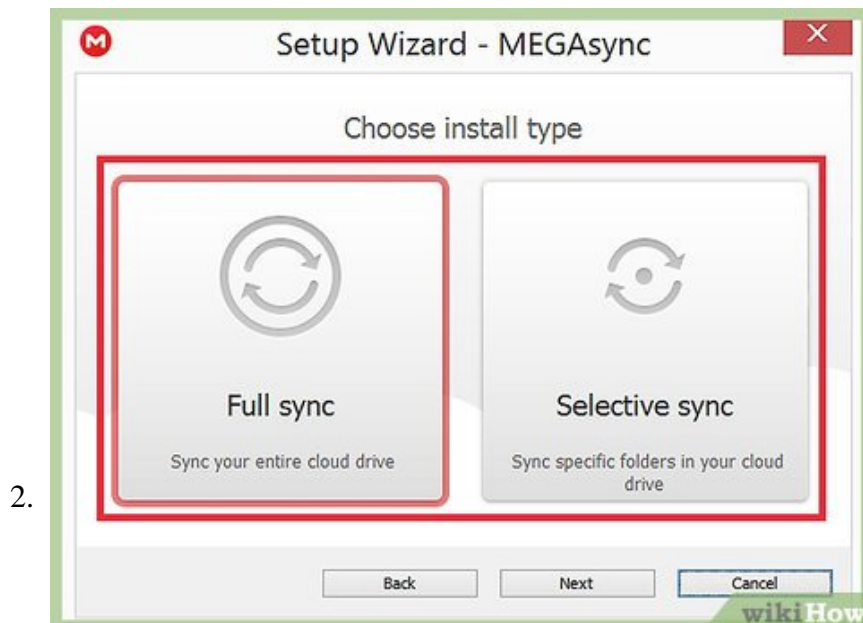 M
Setup Wizard - MEGAsync
Choose install type
Full sync
Sync your entire cloud drive
Selective sync
Sync specific folders in your cloud
drive
2.
Back Next Cancel
wikiHow